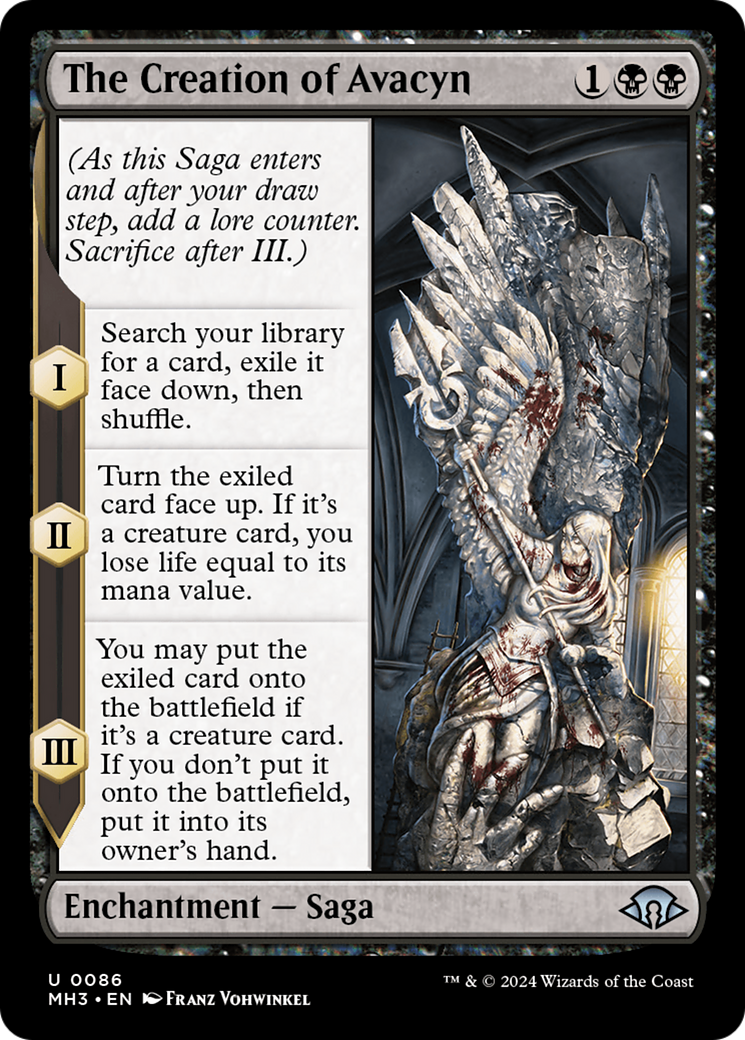 The Creation of Avacyn 1
(As this Saga enters
and after your draw
step, add a lore counter.
Sacrifice after III.)
I
Search your library
for a card, exile it
face down, then
shuffle.
II
Turn the exiled
card face up. If it's
a creature card, you
lose life equal to its
mana value.
III
You may put the
exiled card onto
the battlefield if
it's a creature card.
If you don't put it
onto the battlefield,
put it into its
owner's hand.
Enchantment — Saga
U 0086
MH3 • EN Franz Vohwinkel
™ & © 2024 Wizards of the Coast